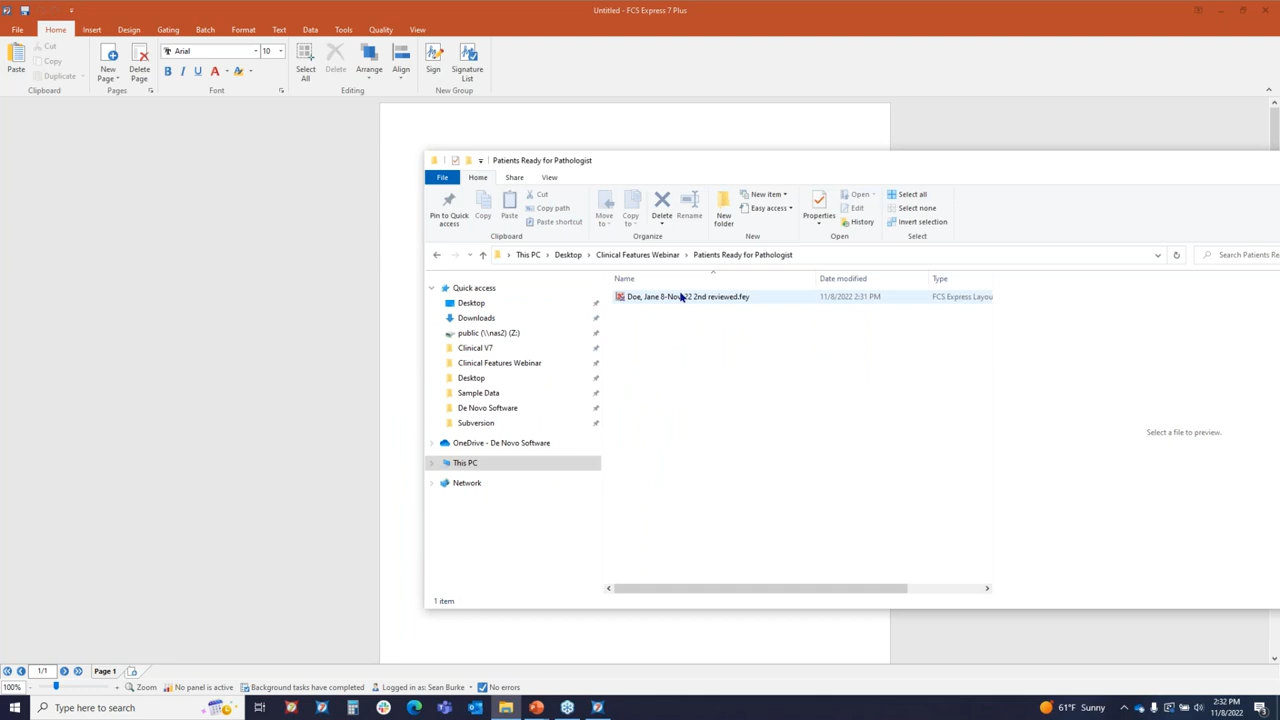 Untitled - FCS Express 7 Plus
File Home Insert Design Gating Batch Format Text Tools Data Quality View
Paste
Cut
Copy
Duplicate
Clipboard
New Page
Delete Page
Pages
Arial 10
B I U A
Font
Select All
Delete
Arrange
Align
Editing
Sign
Signature List
New Group
Patients Ready for Pathologist
File Home Share View
Pin to Quick access
Copy
Paste
Cut
Copy path
Paste shortcut
Clipboard
Move to
Copy to
Delete
Rename
Organize
New folder
New item
Easy access
New
Properties
Open
Edit
History
Open
Select all
Select none
Invert selection
Select
This PC > Desktop > Clinical Features Webinar > Patients Ready for Pathologist
Search Patients Re
Name Date modified Type
Doe, Jane 8-Nov 22 2nd reviewed.fey 11/8/2022 2:31 PM FCS Express Layou
Quick access
Desktop
Downloads
public (\\nas2) (Z:)
Clinical V7
Clinical Features Webinar
Desktop
Sample Data
De Novo Software
Subversion
OneDrive - De Novo Software
This PC
Network
Select a file to preview.
1 item
1/1 Page 1
100% Zoom No panel is active Background tasks have completed Logged in as: Sean Burke No errors
Type here to search
61°F Sunny
2:32 PM
11/8/2022
3